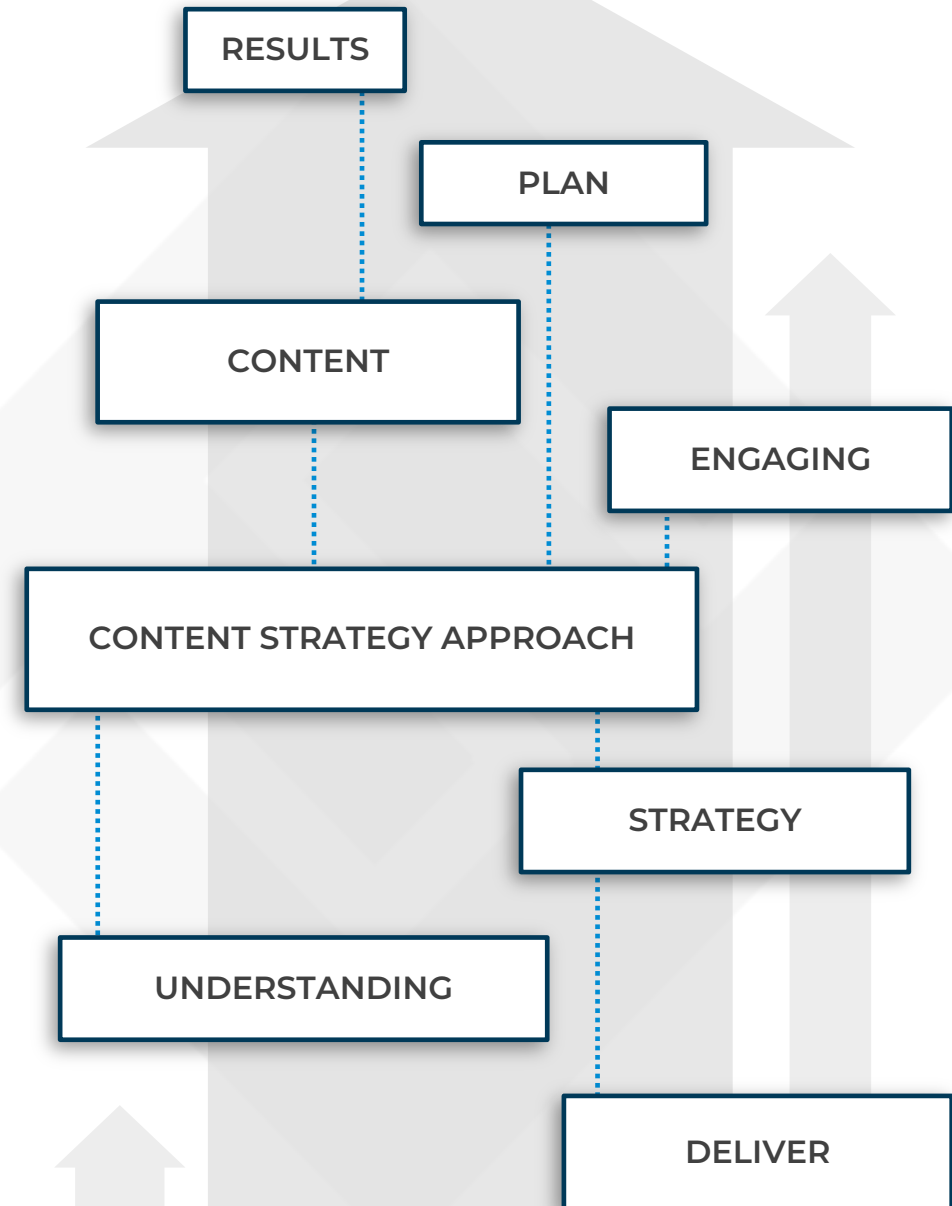 RESULTS
PLAN
CONTENT
ENGAGING
CONTENT STRATEGY APPROACH
STRATEGY
UNDERSTANDING
DELIVER